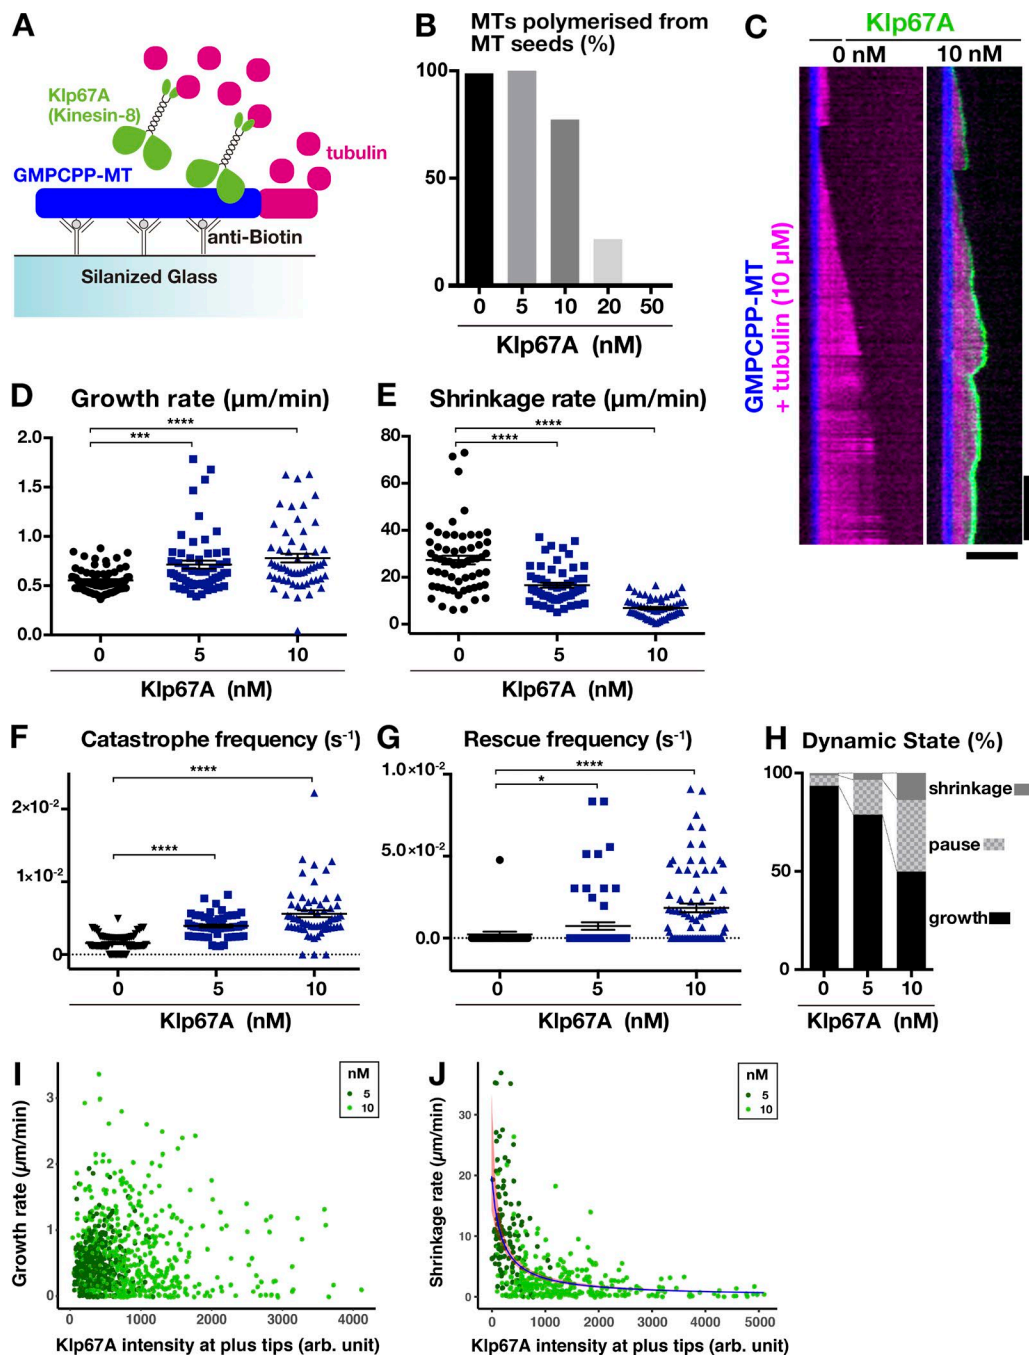 A
Klp67A
(Kinesin-8)
tubulin
GMPCPP-MT
anti-Biotin
Silanized Glass
B MTs polymerised from
MT seeds (%)
100
50
0
0 5 10 20 50
Klp67A (nM)
C Klp67A
0 nM 10 nM
GMPCPP-MT
+ tubulin (10 µM)
D Growth rate (µm/min)
****
***
2.0
1.5
1.0
0.5
0.0
0 5 10
Klp67A (nM)
E Shrinkage rate (µm/min)
****
****
80
60
40
20
0
0 5 10
Klp67A (nM)
F Catastrophe frequency (s⁻¹)
****
****
2×10⁻²
1×10⁻²
0
0 5 10
Klp67A (nM)
G Rescue frequency (s⁻¹)
****
*
1.0×10⁻²
5.0×10⁻²
0.0
0 5 10
Klp67A (nM)
H Dynamic State (%)
100
50
0
shrinkage
pause
growth
0 5 10
Klp67A (nM)
I
nM
5
10
Growth rate (µm/min)
3
2
1
0
0 1000 2000 3000 4000
Klp67A intensity at plus tips (arb. unit)
J
nM
5
10
Shrinkage rate (µm/min)
30
20
10
0
0 1000 2000 3000 4000 5000
Klp67A intensity at plus tips (arb. unit)